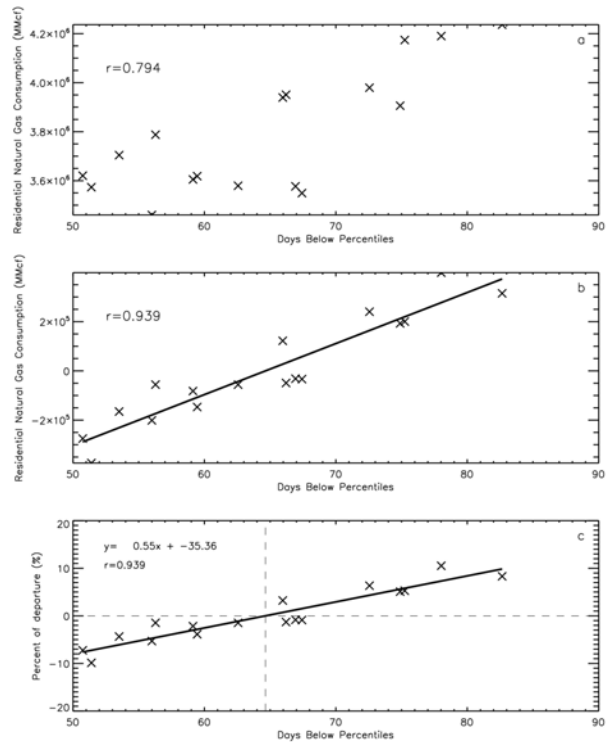 a
r=0.794
4.2×10⁶
4.0×10⁶
3.8×10⁶
3.6×10⁶
Residential Natural Gas Consumption (MMcf)
50 60 70 80 90
Days Below Percentiles
b
r=0.939
2×10⁵
0
−2×10⁵
Residential Natural Gas Consumption (MMcf)
50 60 70 80 90
Days Below Percentiles
c
y= 0.55x + −35.36
r=0.939
20
10
0
−10
−20
Percent of departure (%)
50 60 70 80 90
Days Below Percentiles